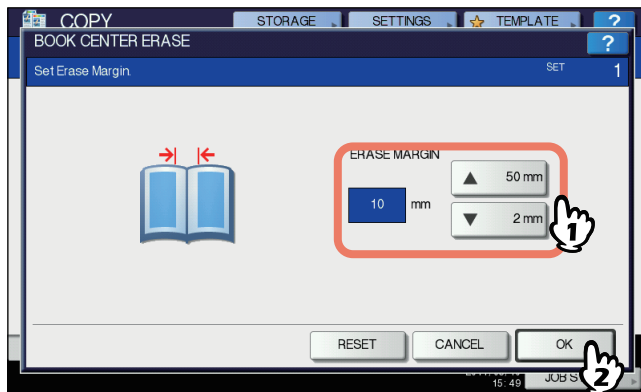 COPY STORAGE SETTINGS TEMPLATE ?
BOOK CENTER ERASE ?
Set Erase Margin. SET 1
ERASE MARGIN
50 mm
10 mm
2 mm
1
RESET CANCEL OK
2
15:49 JOB S